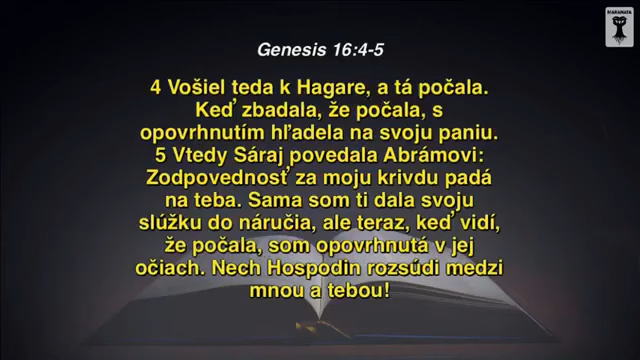 MARANATA
Genesis 16:4-5
4 Vošiel teda k Hagare, a tá počala.
Keď zbadala, že počala, s
opovrhnutím hľadela na svoju paniu.
5 Vtedy Sáraj povedala Abrámovi:
Zodpovednosť za moju krivdu padá
na teba. Sama som ti dala svoju
slúžku do náručia, ale teraz, keď vidí,
že počala, som opovrhnutá v jej
očiach. Nech Hospodin rozsúdi medzi
mnou a tebou!